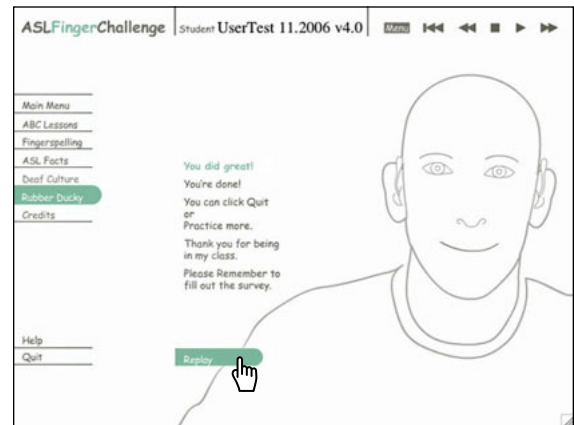 ASLFingerChallenge Student UserTest 11.2006 v4.0 Menu
Main Menu
ABC Lessons
Fingerspelling
ASL Facts
Deaf Culture
Rubber Ducky
Credits
You did great!
You're done!
You can click Quit
or
Practice more.
Thank you for being
in my class.
Please Remember to
fill out the survey.
Help
Quit
Replay